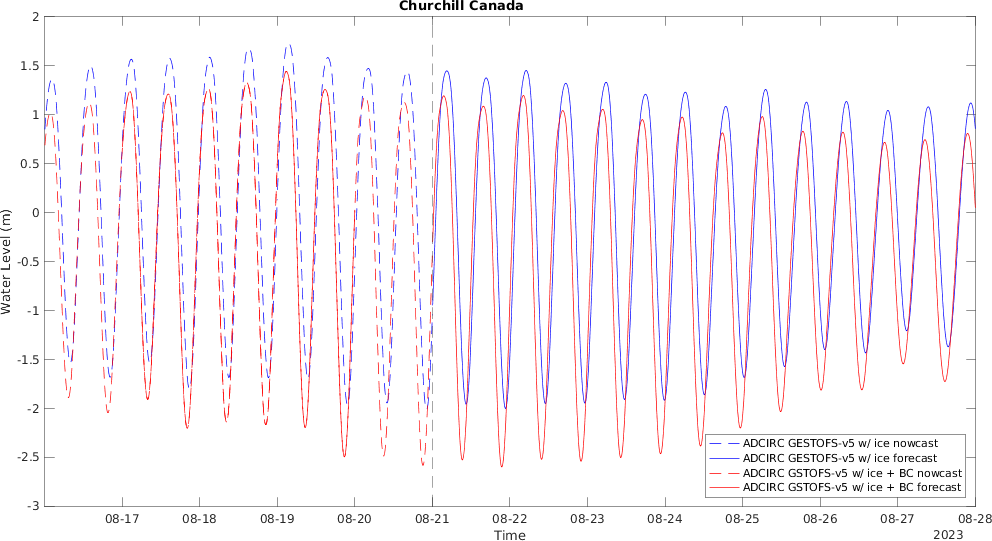 Churchill Canada
2
1.5
1
0.5
0
-0.5
-1
-1.5
-2
-2.5
-3
Water Level (m)
ADCIRC GESTOFS-v5 w/ ice nowcast
ADCIRC GESTOFS-v5 w/ ice forecast
ADCIRC GSTOFS-v5 w/ ice + BC nowcast
ADCIRC GSTOFS-v5 w/ ice + BC forecast
08-17 08-18 08-19 08-20 08-21 08-22 08-23 08-24 08-25 08-26 08-27 08-28
Time
2023